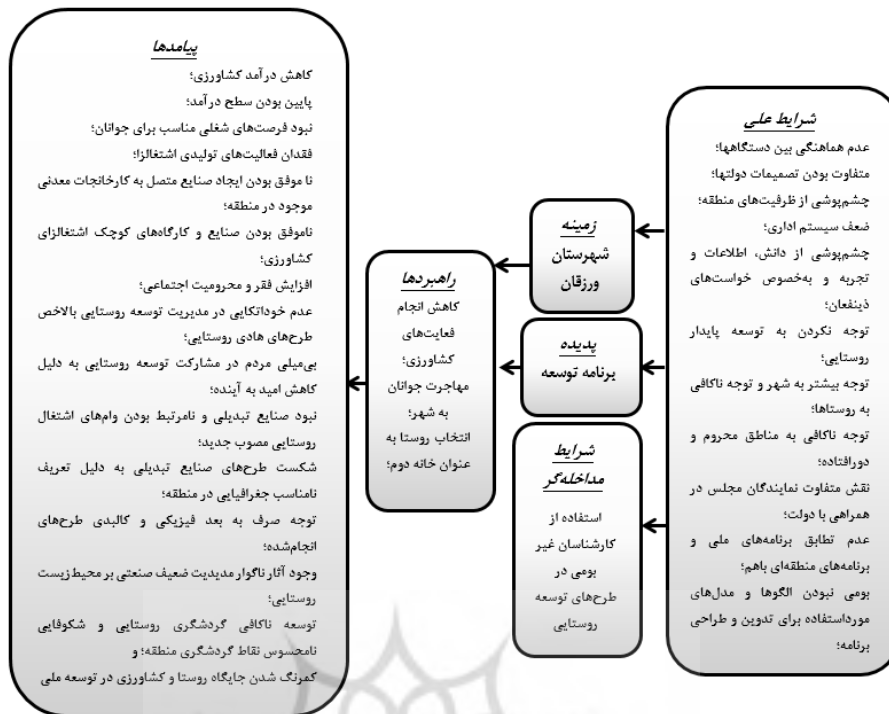 شرایط علی
عدم هماهنگی بین دستگاهها؛
متفاوت بودن تصمیمات دولتها؛
چشم‌پوشی از ظرفیت‌های منطقه؛
ضعف سیستم اداری؛
چشم‌پوشی از دانش، اطلاعات و
تجربه و به‌خصوص خواست‌های
ذینفعان؛
توجه نکردن به توسعه پایدار
روستایی؛
توجه بیشتر به شهر و توجه ناکافی
به روستاها؛
توجه ناکافی به مناطق محروم و
دورافتاده؛
نقش متفاوت نمایندگان مجلس در
همراهی با دولت؛
عدم تطابق برنامه‌های ملی و
برنامه‌های منطقه‌ای باهم؛
بومی نبودن الگوها و مدل‌های
مورداستفاده برای تدوین و طراحی
برنامه؛
زمینه
شهرستان
ورزقان
پدیده
برنامه توسعه
شرایط
مداخله‌گر
استفاده از
کارشناسان غیر
بومی در
طرح‌های توسعه
روستایی
راهبردها
کاهش انجام
فعایت‌های
کشاورزی؛
مهاجرت جوانان
به شهر؛
انتخاب روستا به
عنوان خانه دوم؛
پیامدها
کاهش درآمد کشاورزی؛
پایین بودن سطح درآمد؛
نبود فرصت‌های شغلی مناسب برای جوانان؛
فقدان فعالیت‌های تولیدی اشتغالزا؛
نا موفق بودن ایجاد صنایع متصل به کارخانجات معدنی
موجود در منطقه؛
ناموفق بودن صنایع و کارگاه‌های کوچک اشتغالزای
کشاورزی؛
افزایش فقر و محرومیت اجتماعی؛
عدم خوداتکایی در مدیریت توسعه روستایی بالاخص
طرح‌های هادی روستایی؛
بی‌میلی مردم در مشارکت توسعه روستایی به دلیل
کاهش امید به آینده؛
نبود صنایع تبدیلی و نامرتبط بودن وام‌های اشتغال
روستایی مصوب جدید؛
شکست طرح‌های صنایع تبدیلی به دلیل تعریف
نامناسب جغرافیایی در منطقه؛
توجه صرف به بعد فیزیکی و کالبدی طرح‌های
انجام‌شده؛
وجود آثار ناگوار مدیدیت ضعیف صنعتی بر محیط‌زیست
روستایی؛
توسعه ناکافی گردشگری روستایی و شکوفایی
نامحسوس نقاط گردشگری منطقه؛ و
کمرنگ شدن جایگاه روستا و کشاورزی در توسعه ملی